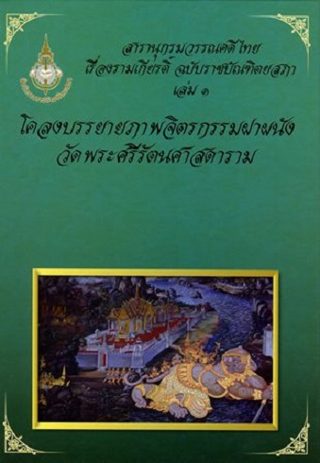 สารานุกรมวรรณคดีไทย
เรื่องรามเกียรติ์ ฉบับราชบัณฑิตยสภา
เล่ม ๑
โคลงบรรยายภาพจิตรกรรมฝาผนัง
วัดพระศรีรัตนศาสดาราม